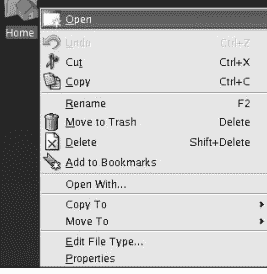 Open
Undo Ctrl+Z
Home
Cut Ctrl+X
Copy Ctrl+C
Rename F2
Move to Trash Delete
Delete Shift+Delete
Add to Bookmarks
Open With...
Copy To
Move To
Edit File Type...
Properties